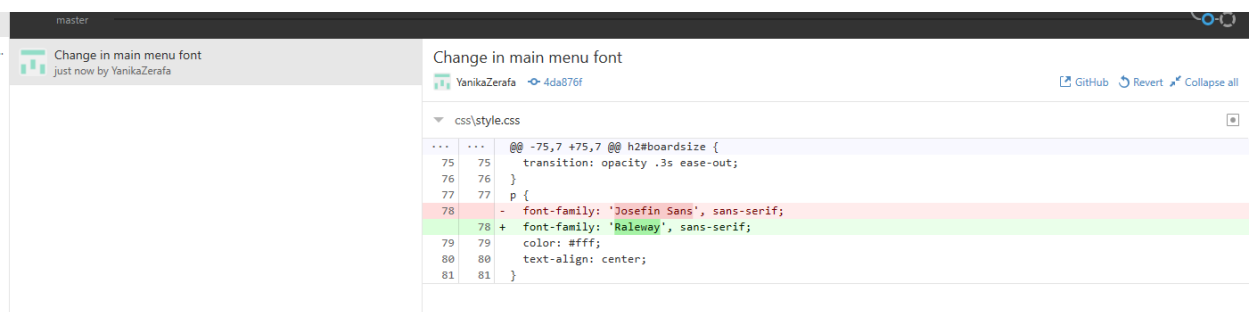 master
Change in main menu font
just now by YanikaZerafa
Change in main menu font
YanikaZerafa 4da876f GitHub Revert Collapse all
css\style.css
... ... @@ -75,7 +75,7 @@ h2#boardsize {
75 75 transition: opacity .3s ease-out;
76 76 }
77 77 p {
78 - font-family: 'Josefin Sans', sans-serif;
78 + font-family: 'Raleway', sans-serif;
79 79 color: #fff;
80 80 text-align: center;
81 81 }